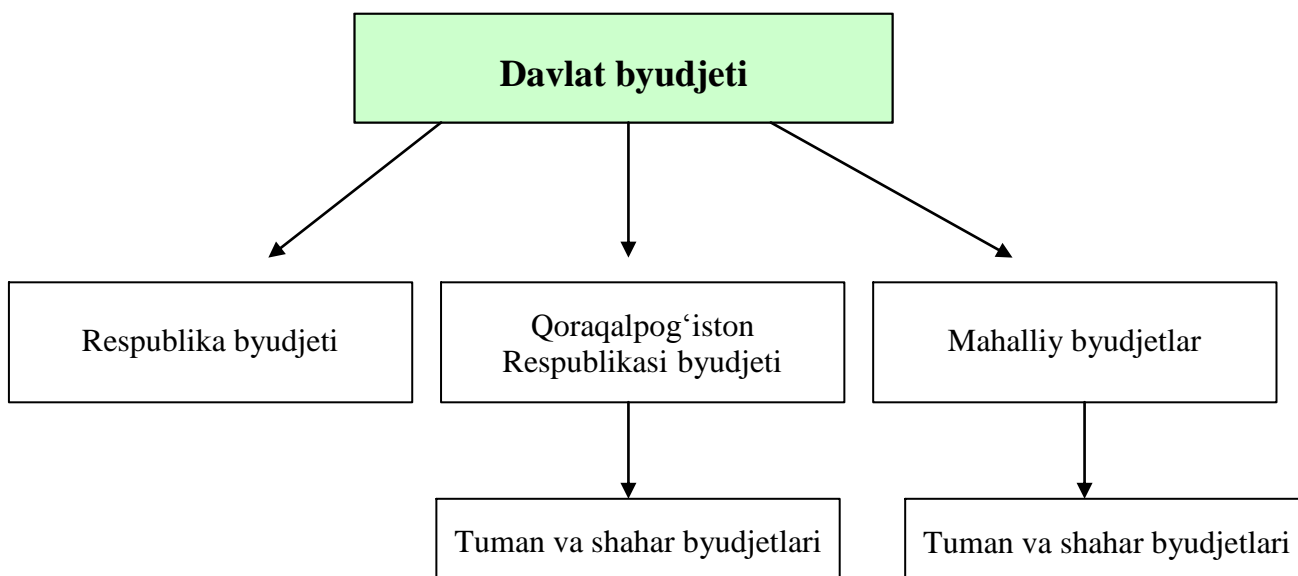 Davlat byudjeti
Respublika byudjeti
Qoraqalpog‘iston
Respublikasi byudjeti
Mahalliy byudjetlar
Tuman va shahar byudjetlari
Tuman va shahar byudjetlari